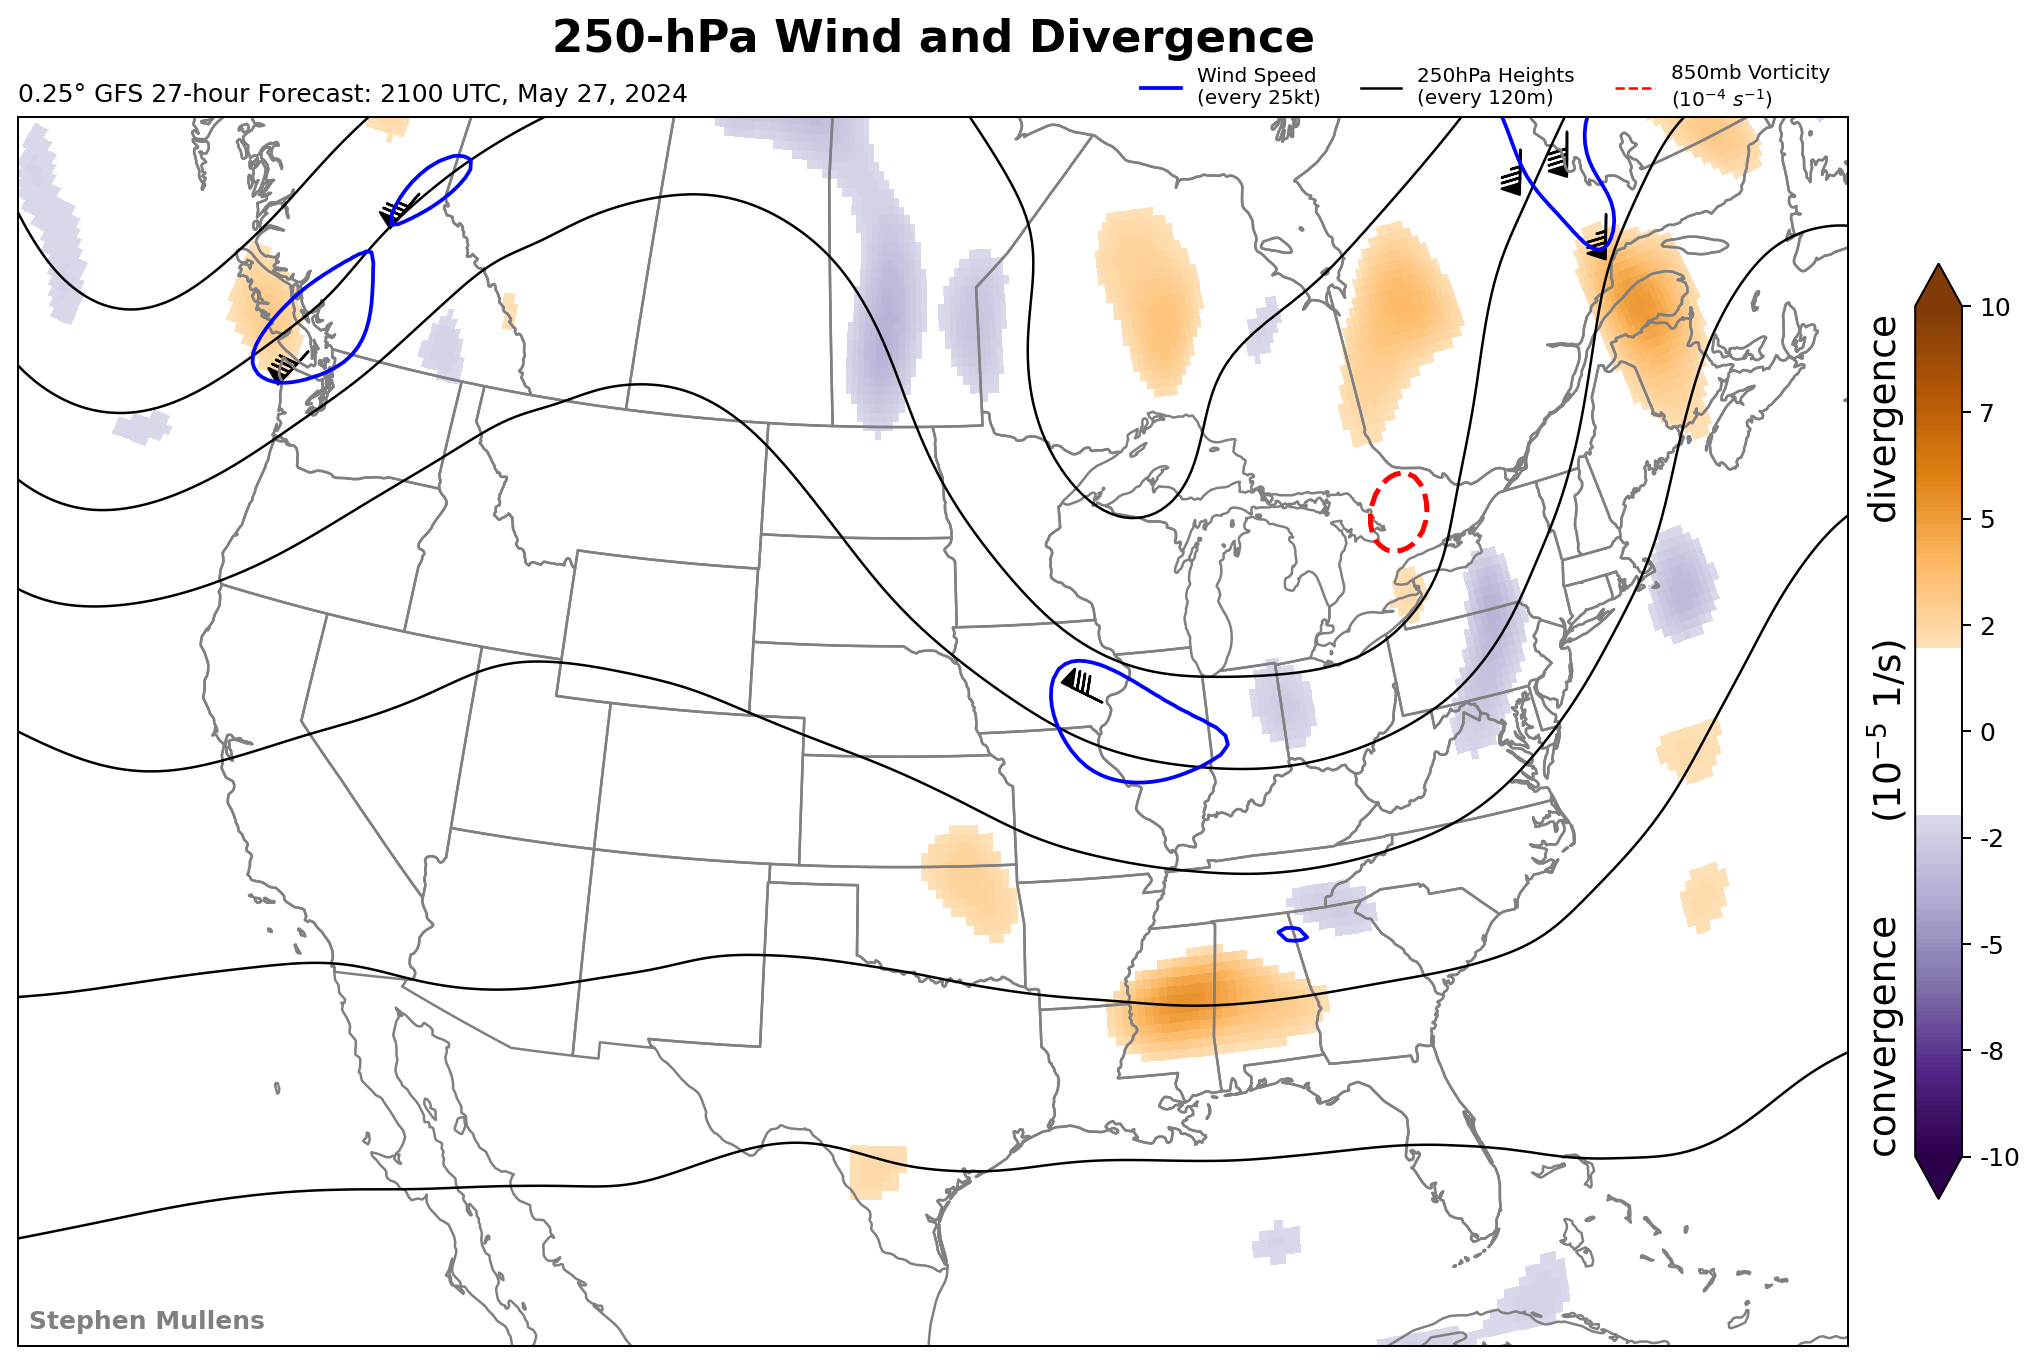 250-hPa Wind and Divergence
0.25° GFS 27-hour Forecast: 2100 UTC, May 27, 2024
Wind Speed
(every 25kt)
250hPa Heights
(every 120m)
850mb Vorticity
(10⁻⁴ s⁻¹)
10
7
5
2
0
-2
-5
-8
-10
convergence (10⁻⁵ 1/s) divergence
Stephen Mullens